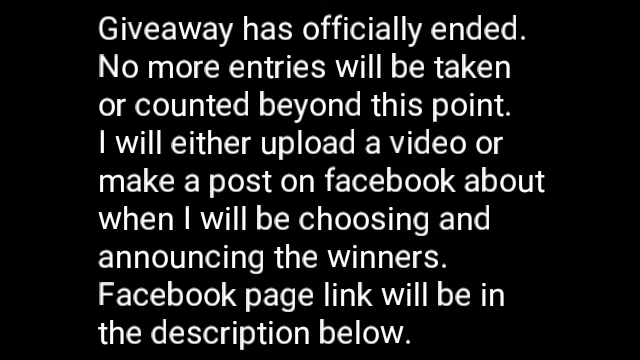 Giveaway has officially ended.
No more entries will be taken
or counted beyond this point.
I will either upload a video or
make a post on facebook about
when I will be choosing and
announcing the winners.
Facebook page link will be in
the description below.